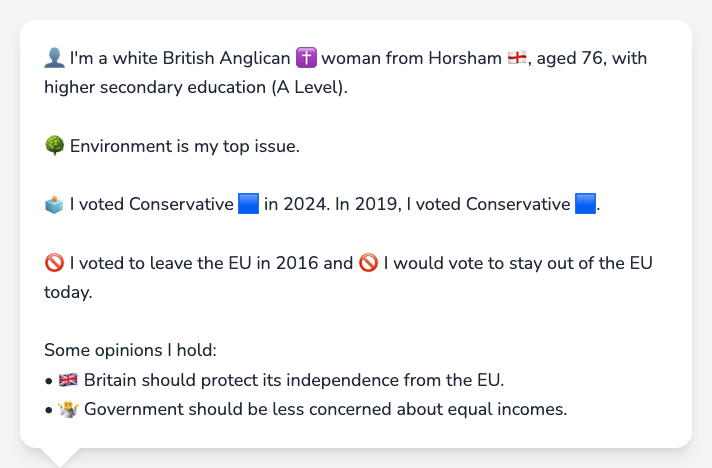 👤 I'm a white British Anglican ✝️ woman from Horsham 🏴󠁧󠁢󠁥󠁮󠁧󠁿, aged 76, with
higher secondary education (A Level).
🌳 Environment is my top issue.
🗳️ I voted Conservative 🟦 in 2024. In 2019, I voted Conservative 🟦.
🚫 I voted to leave the EU in 2016 and 🚫 I would vote to stay out of the EU
today.
Some opinions I hold:
• 🇬🇧 Britain should protect its independence from the EU.
• 🤷 Government should be less concerned about equal incomes.